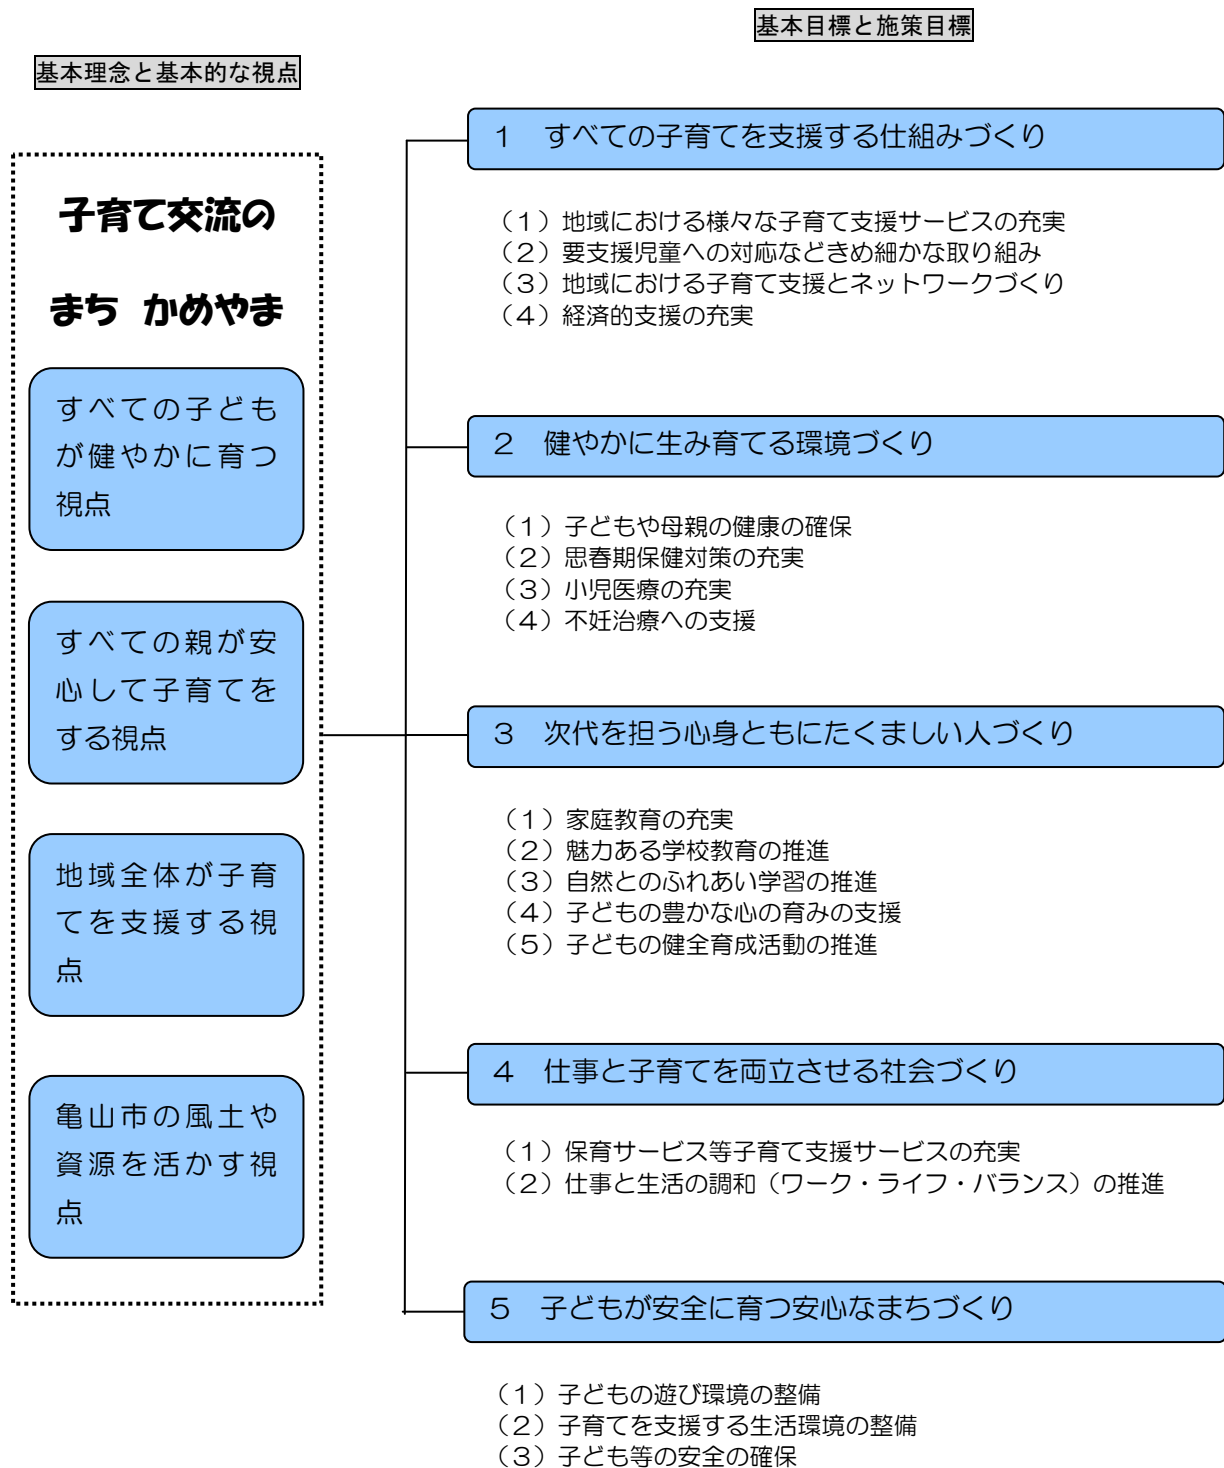 基本目標と施策目標
基本理念と基本的な視点
子育て交流の
まち　かめやま
すべての子ども
が健やかに育つ
視点
すべての親が安
心して子育てを
する視点
地域全体が子育
てを支援する視
点
亀山市の風土や
資源を活かす視
点
１　すべての子育てを支援する仕組みづくり
（１）地域における様々な子育て支援サービスの充実
（２）要支援児童への対応などきめ細かな取り組み
（３）地域における子育て支援とネットワークづくり
（４）経済的支援の充実
２　健やかに生み育てる環境づくり
（１）子どもや母親の健康の確保
（２）思春期保健対策の充実
（３）小児医療の充実
（４）不妊治療への支援
３　次代を担う心身ともにたくましい人づくり
（１）家庭教育の充実
（２）魅力ある学校教育の推進
（３）自然とのふれあい学習の推進
（４）子どもの豊かな心の育みの支援
（５）子どもの健全育成活動の推進
４　仕事と子育てを両立させる社会づくり
（１）保育サービス等子育て支援サービスの充実
（２）仕事と生活の調和（ワーク・ライフ・バランス）の推進
５　子どもが安全に育つ安心なまちづくり
（１）子どもの遊び環境の整備
（２）子育てを支援する生活環境の整備
（３）子ども等の安全の確保